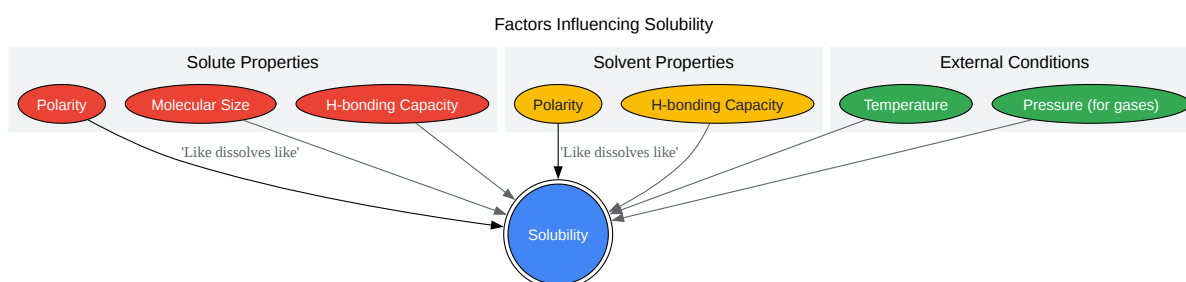 Factors Influencing Solubility
Solute Properties
Solvent Properties
External Conditions
Polarity
Molecular Size
H-bonding Capacity
Polarity
H-bonding Capacity
Temperature
Pressure (for gases)
'Like dissolves like'
'Like dissolves like'
Solubility